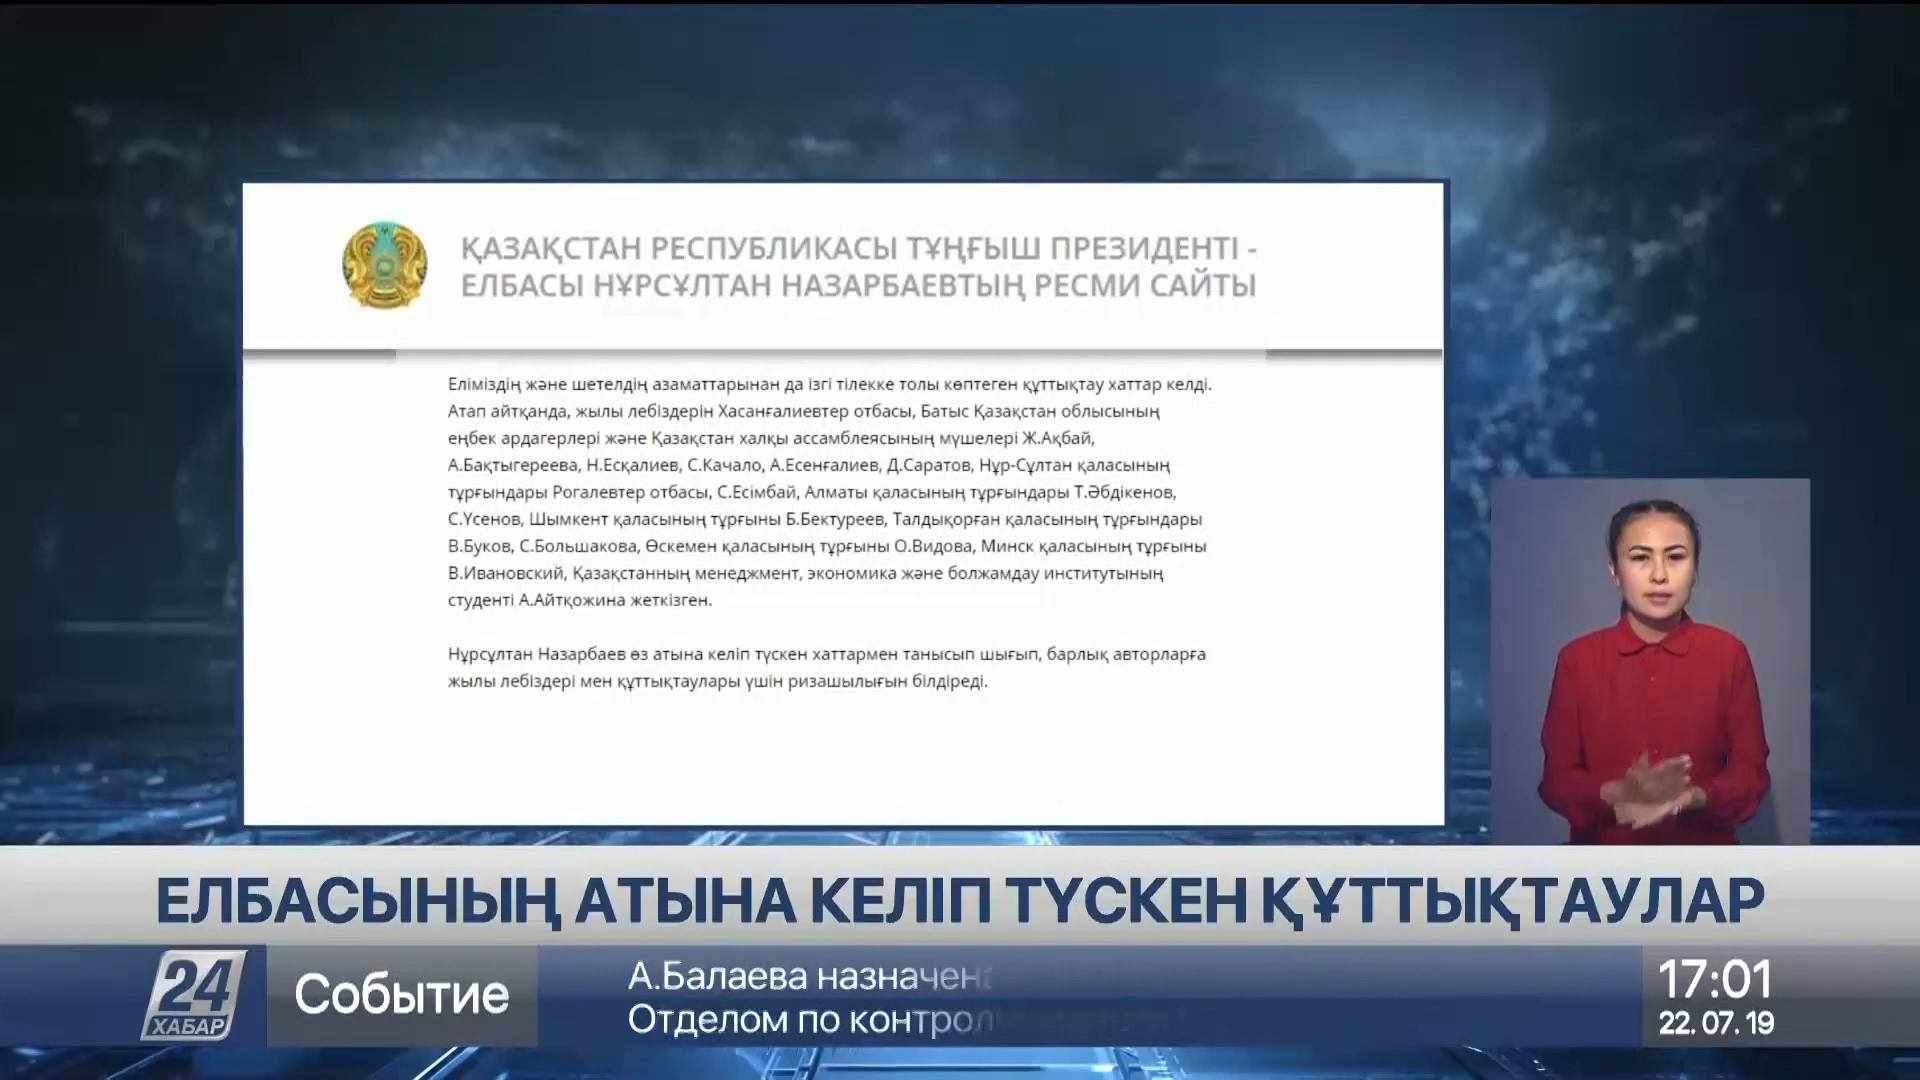 ҚАЗАҚСТАН РЕСПУБЛИКАСЫ ТҰҢҒЫШ ПРЕЗИДЕНТІ -
ЕЛБАСЫ НҰРСҰЛТАН НАЗАРБАЕВТЫҢ РЕСМИ САЙТЫ
Еліміздің және шетелдің азаматтарынан да ізгі тілекке толы көптеген құттықтау хаттар келді.
Атап айтқанда, жылы лебіздерін Хасанғалиевтер отбасы, Батыс Қазақстан облысының
еңбек ардагерлері және Қазақстан халқы ассамблеясының мүшелері Ж.Ақбай,
А.Бақтыгереева, Н.Есқалиев, С.Качало, А.Есенғалиев, Д.Саратов, Нұр-Сұлтан қаласының
тұрғындары Рогалевтер отбасы, С.Есімбай, Алматы қаласының тұрғындары Т.Әбдікенов,
С.Үсенов, Шымкент қаласының тұрғыны Б.Бектуреев, Талдықорған қаласының тұрғындары
В.Буков, С.Большакова, Өскемен қаласының тұрғыны О.Видова, Минск қаласының тұрғыны
В.Ивановский, Қазақстанның менеджмент, экономика және болжамдау институтының
студенті А.Айтқожина жеткізген.
Нұрсұлтан Назарбаев өз атына келіп түскен хаттармен танысып шығып, барлық авторларға
жылы лебіздері мен құттықтаулары үшін ризашылығын білдіреді.
ЕЛБАСЫНЫҢ АТЫНА КЕЛІП ТҮСКЕН ҚҰТТЫҚТАУЛАР
24 ХАБАР
Событие
А.Балаева назначена
Отделом по контрол
17:01
22. 07. 19